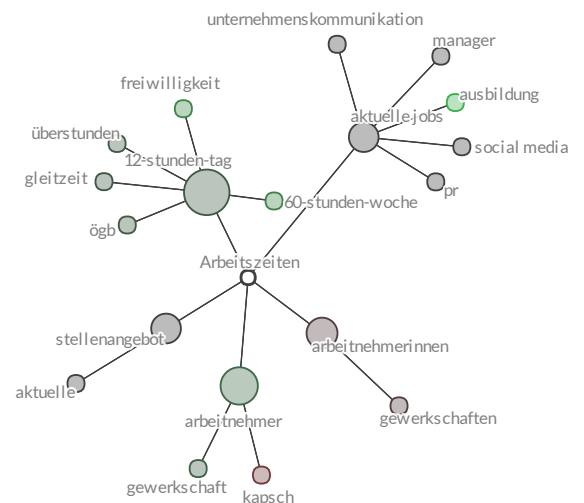 unternehmenskommunikation
manager
freiwilligkeit
ausbildung
aktuelle-jobs
überstunden
12-stunden-tag
social media
gleitzeit
pr
60-stunden-woche
ögb
Arbeitszeiten
stellenangebot
arbeitnehmerinnen
aktuelle
arbeitnehmer
gewerkschaften
gewerkschaft
kapsch